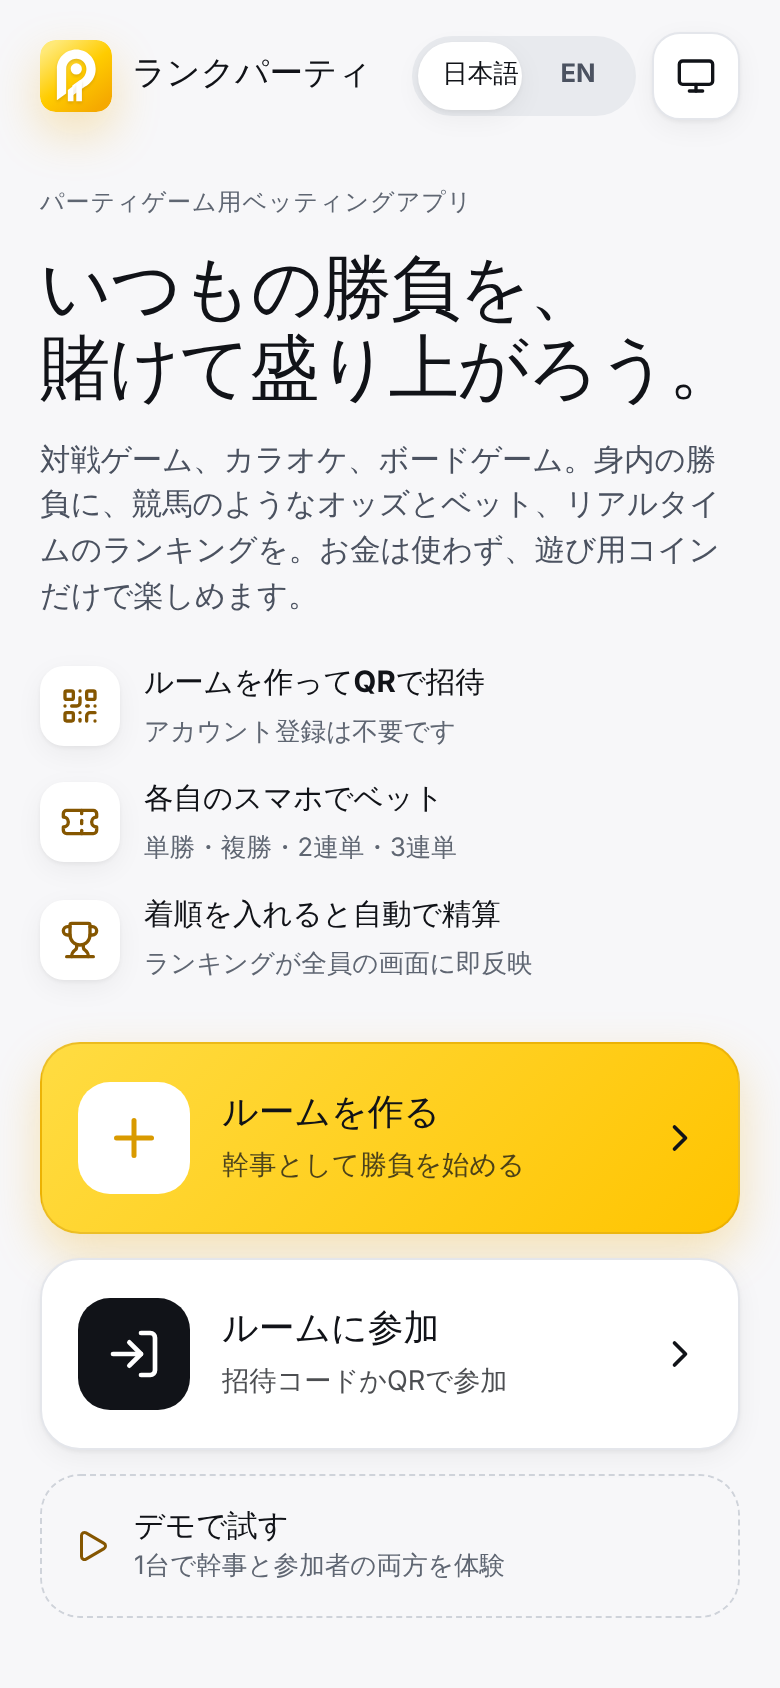 ランクパーティ
日本語
EN
パーティゲーム用ベッティングアプリ
いつもの勝負を、
賭けて盛り上がろう。
対戦ゲーム、カラオケ、ボードゲーム。身内の勝
負に、競馬のようなオッズとベット、リアルタイ
ムのランキングを。お金は使わず、遊び用コイン
だけで楽しめます。
ルームを作ってQRで招待
アカウント登録は不要です
各自のスマホでベット
単勝・複勝・2連単・3連単
着順を入れると自動で精算
ランキングが全員の画面に即反映
ルームを作る
幹事として勝負を始める
ルームに参加
招待コードかQRで参加
デモで試す
1台で幹事と参加者の両方を体験